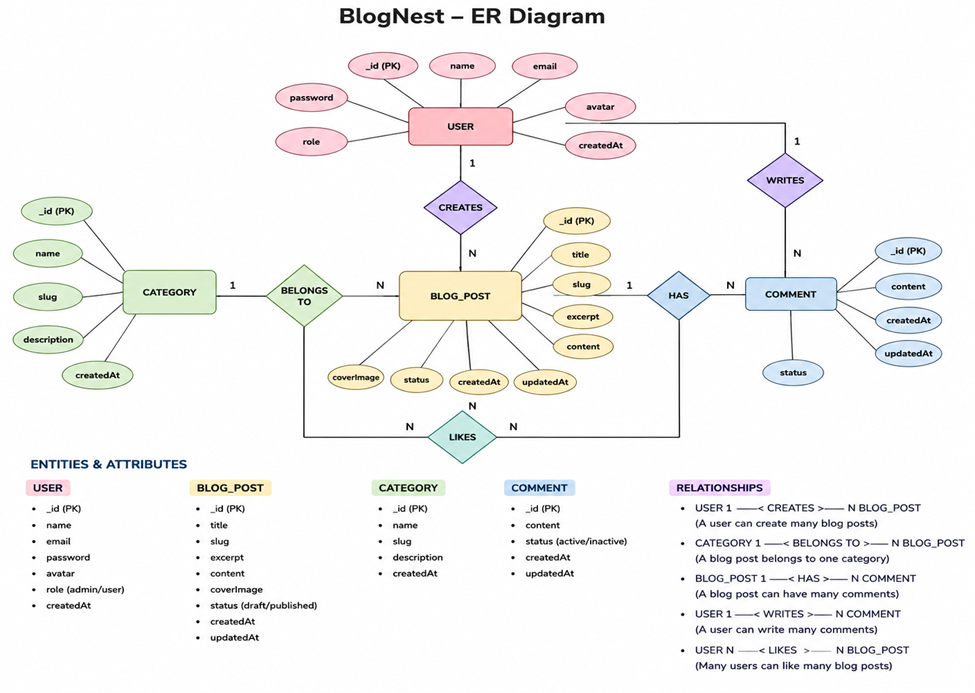 BlogNest – ER Diagram
_id (PK)
name
email
password
avatar
role
USER
createdAt
1
1
CREATES
WRITES
N
N
_id (PK)
name
slug
description
createdAt
CATEGORY
1
BELONGS
TO
N
BLOG_POST
_id (PK)
title
slug
excerpt
content
coverImage
status
createdAt
updatedAt
1
HAS
N
COMMENT
_id (PK)
content
createdAt
updatedAt
status
N
N
LIKES
N
ENTITIES & ATTRIBUTES
USER
• _id (PK)
• name
• email
• password
• avatar
• role (admin/user)
• createdAt
BLOG_POST
• _id (PK)
• title
• slug
• excerpt
• content
• coverImage
• status (draft/published)
• createdAt
• updatedAt
CATEGORY
• _id (PK)
• name
• slug
• description
• createdAt
COMMENT
• _id (PK)
• content
• status (active/inactive)
• createdAt
• updatedAt
RELATIONSHIPS
• USER 1 ——< CREATES >—— N BLOG_POST
(A user can create many blog posts)
• CATEGORY 1 ——< BELONGS TO >—— N BLOG_POST
(A blog post belongs to one category)
• BLOG_POST 1 ——< HAS >—— N COMMENT
(A blog post can have many comments)
• USER 1 ——< WRITES >—— N COMMENT
(A user can write many comments)
• USER N ——< LIKES >—— N BLOG_POST
(Many users can like many blog posts)